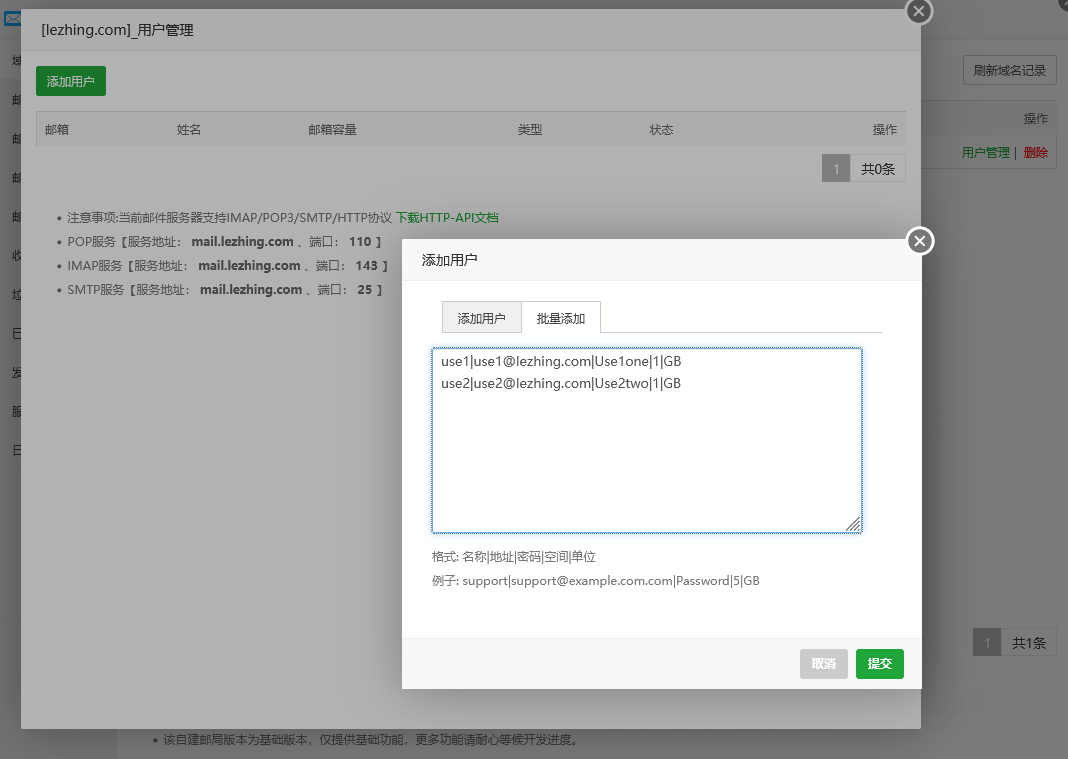 [lezhing.com]_用户管理
添加用户
刷新域名记录
邮箱 姓名 邮箱容量 类型 状态 操作
操作
用户管理 | 删除
1 共0条
• 注意事项:当前邮件服务器支持IMAP/POP3/SMTP/HTTP协议 下载HTTP-API文档
• POP服务【服务地址: mail.lezhing.com 、端口: 110 】
• IMAP服务【服务地址: mail.lezhing.com 、端口: 143 】
• SMTP服务【服务地址: mail.lezhing.com 、端口: 25 】
添加用户
添加用户 批量添加
use1|use1@lezhing.com|Use1one|1|GB
use2|use2@lezhing.com|Use2two|1|GB
格式: 名称|地址|密码|空间|单位
例子: support|support@example.com.com|Password|5|GB
取消 提交
1 共1条
• 该自建邮局版本为基础版本，仅提供基础功能，更多功能请耐心等候开发进度。
域
邮
邮
邮
邮
收
垃
已
发
服
日